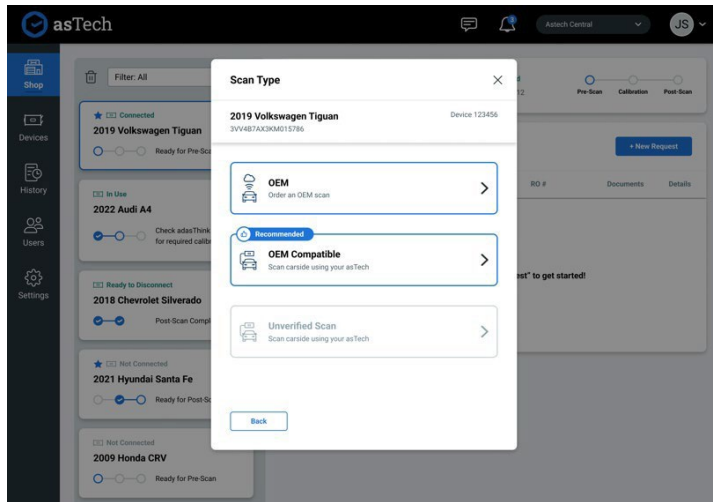 asTech
3
Astech Central
JS
Shop
Devices
History
Users
Settings
Filter: All
Connected
2019 Volkswagen Tiguan
Ready for Pre-Sca
In Use
2022 Audi A4
Check adasThink
for required calib
Ready to Disconnect
2018 Chevrolet Silverado
Post-Scan Compl
Not Connected
2021 Hyundai Santa Fe
Ready for Post-Sc
Not Connected
2009 Honda CRV
Ready for Pre-Scan
Scan Type
2019 Volkswagen Tiguan
Device 123456
3VV4B7AX3KM015786
OEM
Order an OEM scan
Recommended
OEM Compatible
Scan carside using your asTech
Unverified Scan
Scan carside using your asTech
Back
12
Pre-Scan Calibration Post-Scan
+ New Request
RO # Documents Details
est" to get started!